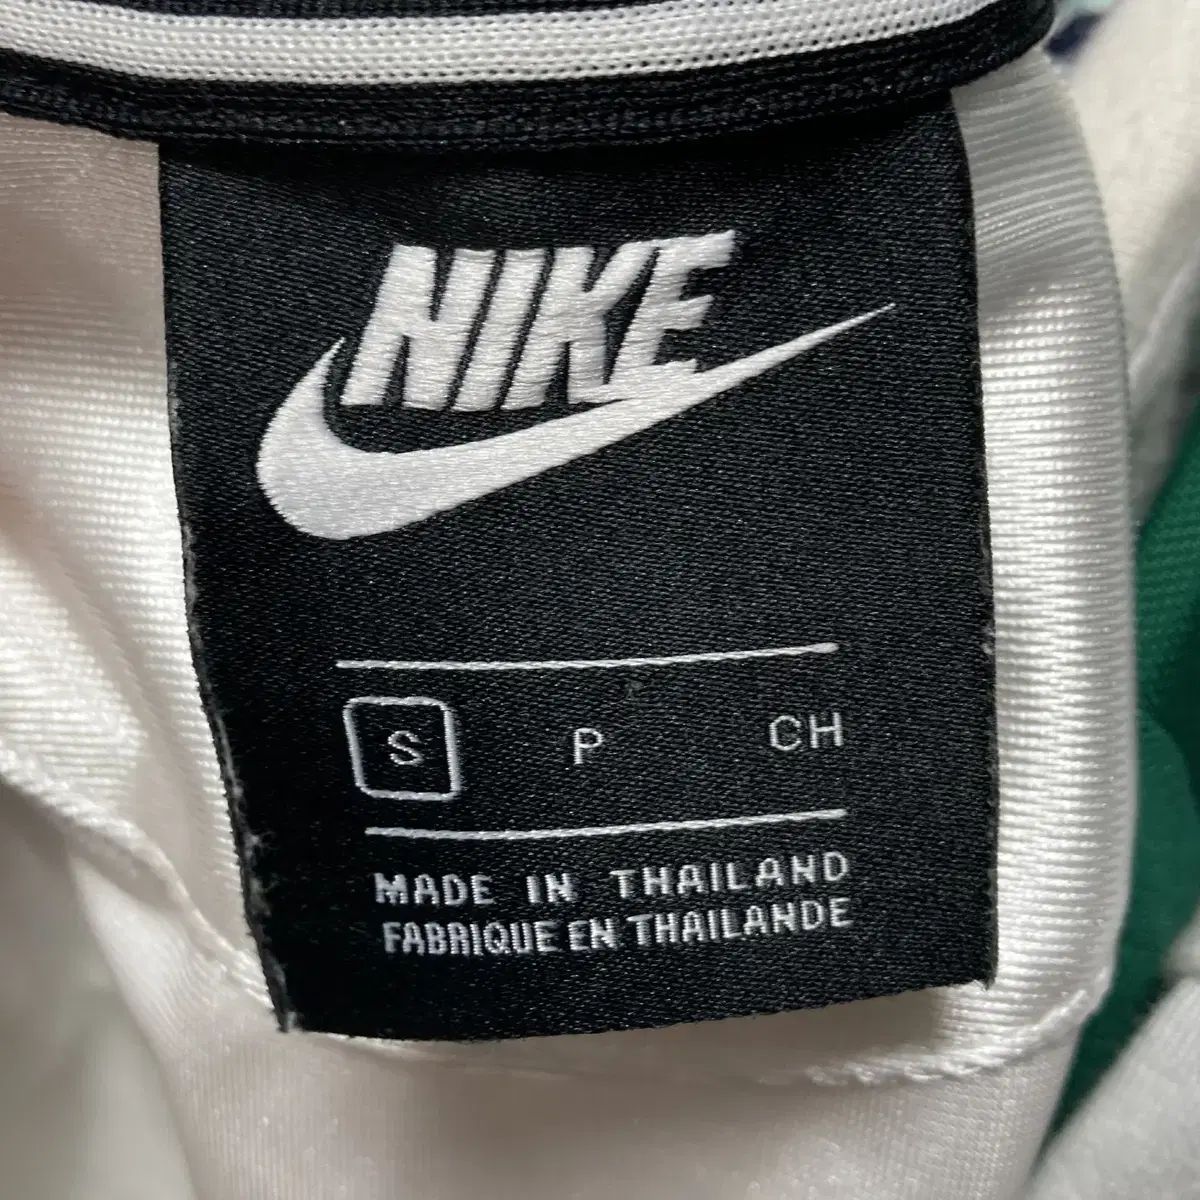 NIKE
S P CH
MADE IN THAILAND
FABRIQUE EN THAILANDE